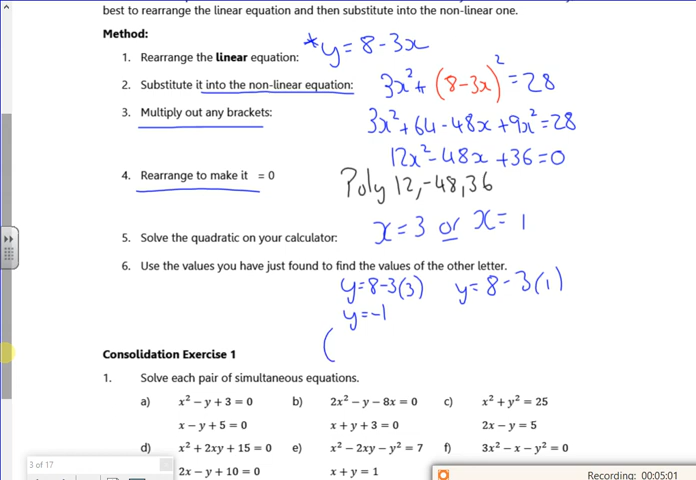 best to rearrange the linear equation and then substitute into the non-linear one.
Method:
*y = 8 - 3x
1. Rearrange the linear equation:
2. Substitute it into the non-linear equation: 3x² + (8 - 3x)² = 28
3. Multiply out any brackets:
3x² + 64 - 48x + 9x² = 28
12x² - 48x + 36 = 0
4. Rearrange to make it = 0
Poly 12, -48, 36
x = 3 or x = 1
5. Solve the quadratic on your calculator:
6. Use the values you have just found to find the values of the other letter.
y = 8 - 3(3) y = 8 - 3(1)
y = -1
(
Consolidation Exercise 1
1. Solve each pair of simultaneous equations.
a) x² − y + 3 = 0 b) 2x² − y − 8x = 0 c) x² + y² = 25
x − y + 5 = 0 x + y + 3 = 0 2x − y = 5
d) x² + 2xy + 15 = 0 e) x² − 2xy − y² = 7 f) 3x² − x − y² = 0
3 of 17
2x − y + 10 = 0 x + y = 1
Recording: 00:05:01